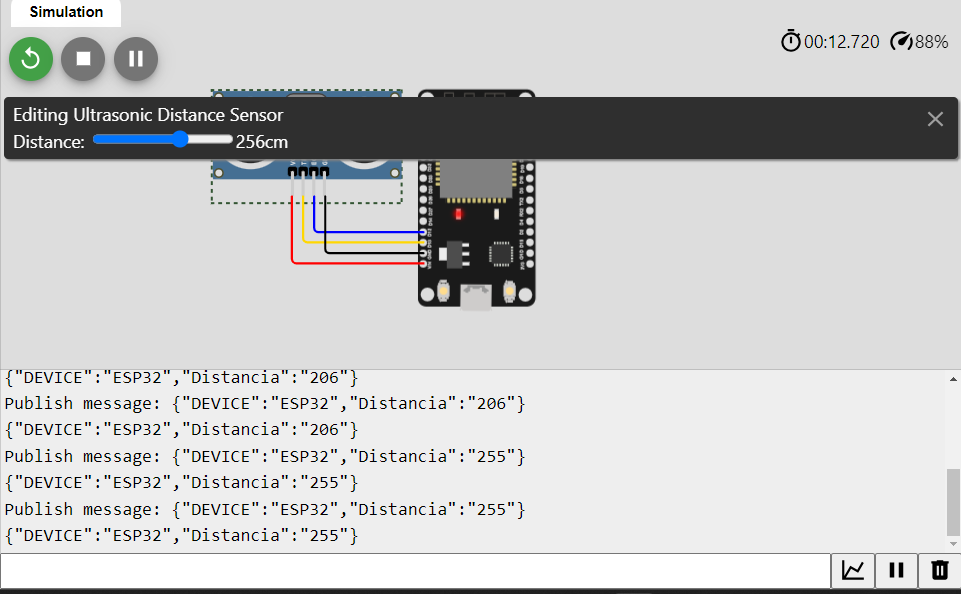 Simulation
00:12.720 88%
Editing Ultrasonic Distance Sensor
Distance: 256cm
{"DEVICE":"ESP32","Distancia":"206"}
Publish message: {"DEVICE":"ESP32","Distancia":"206"}
{"DEVICE":"ESP32","Distancia":"206"}
Publish message: {"DEVICE":"ESP32","Distancia":"255"}
{"DEVICE":"ESP32","Distancia":"255"}
Publish message: {"DEVICE":"ESP32","Distancia":"255"}
{"DEVICE":"ESP32","Distancia":"255"}